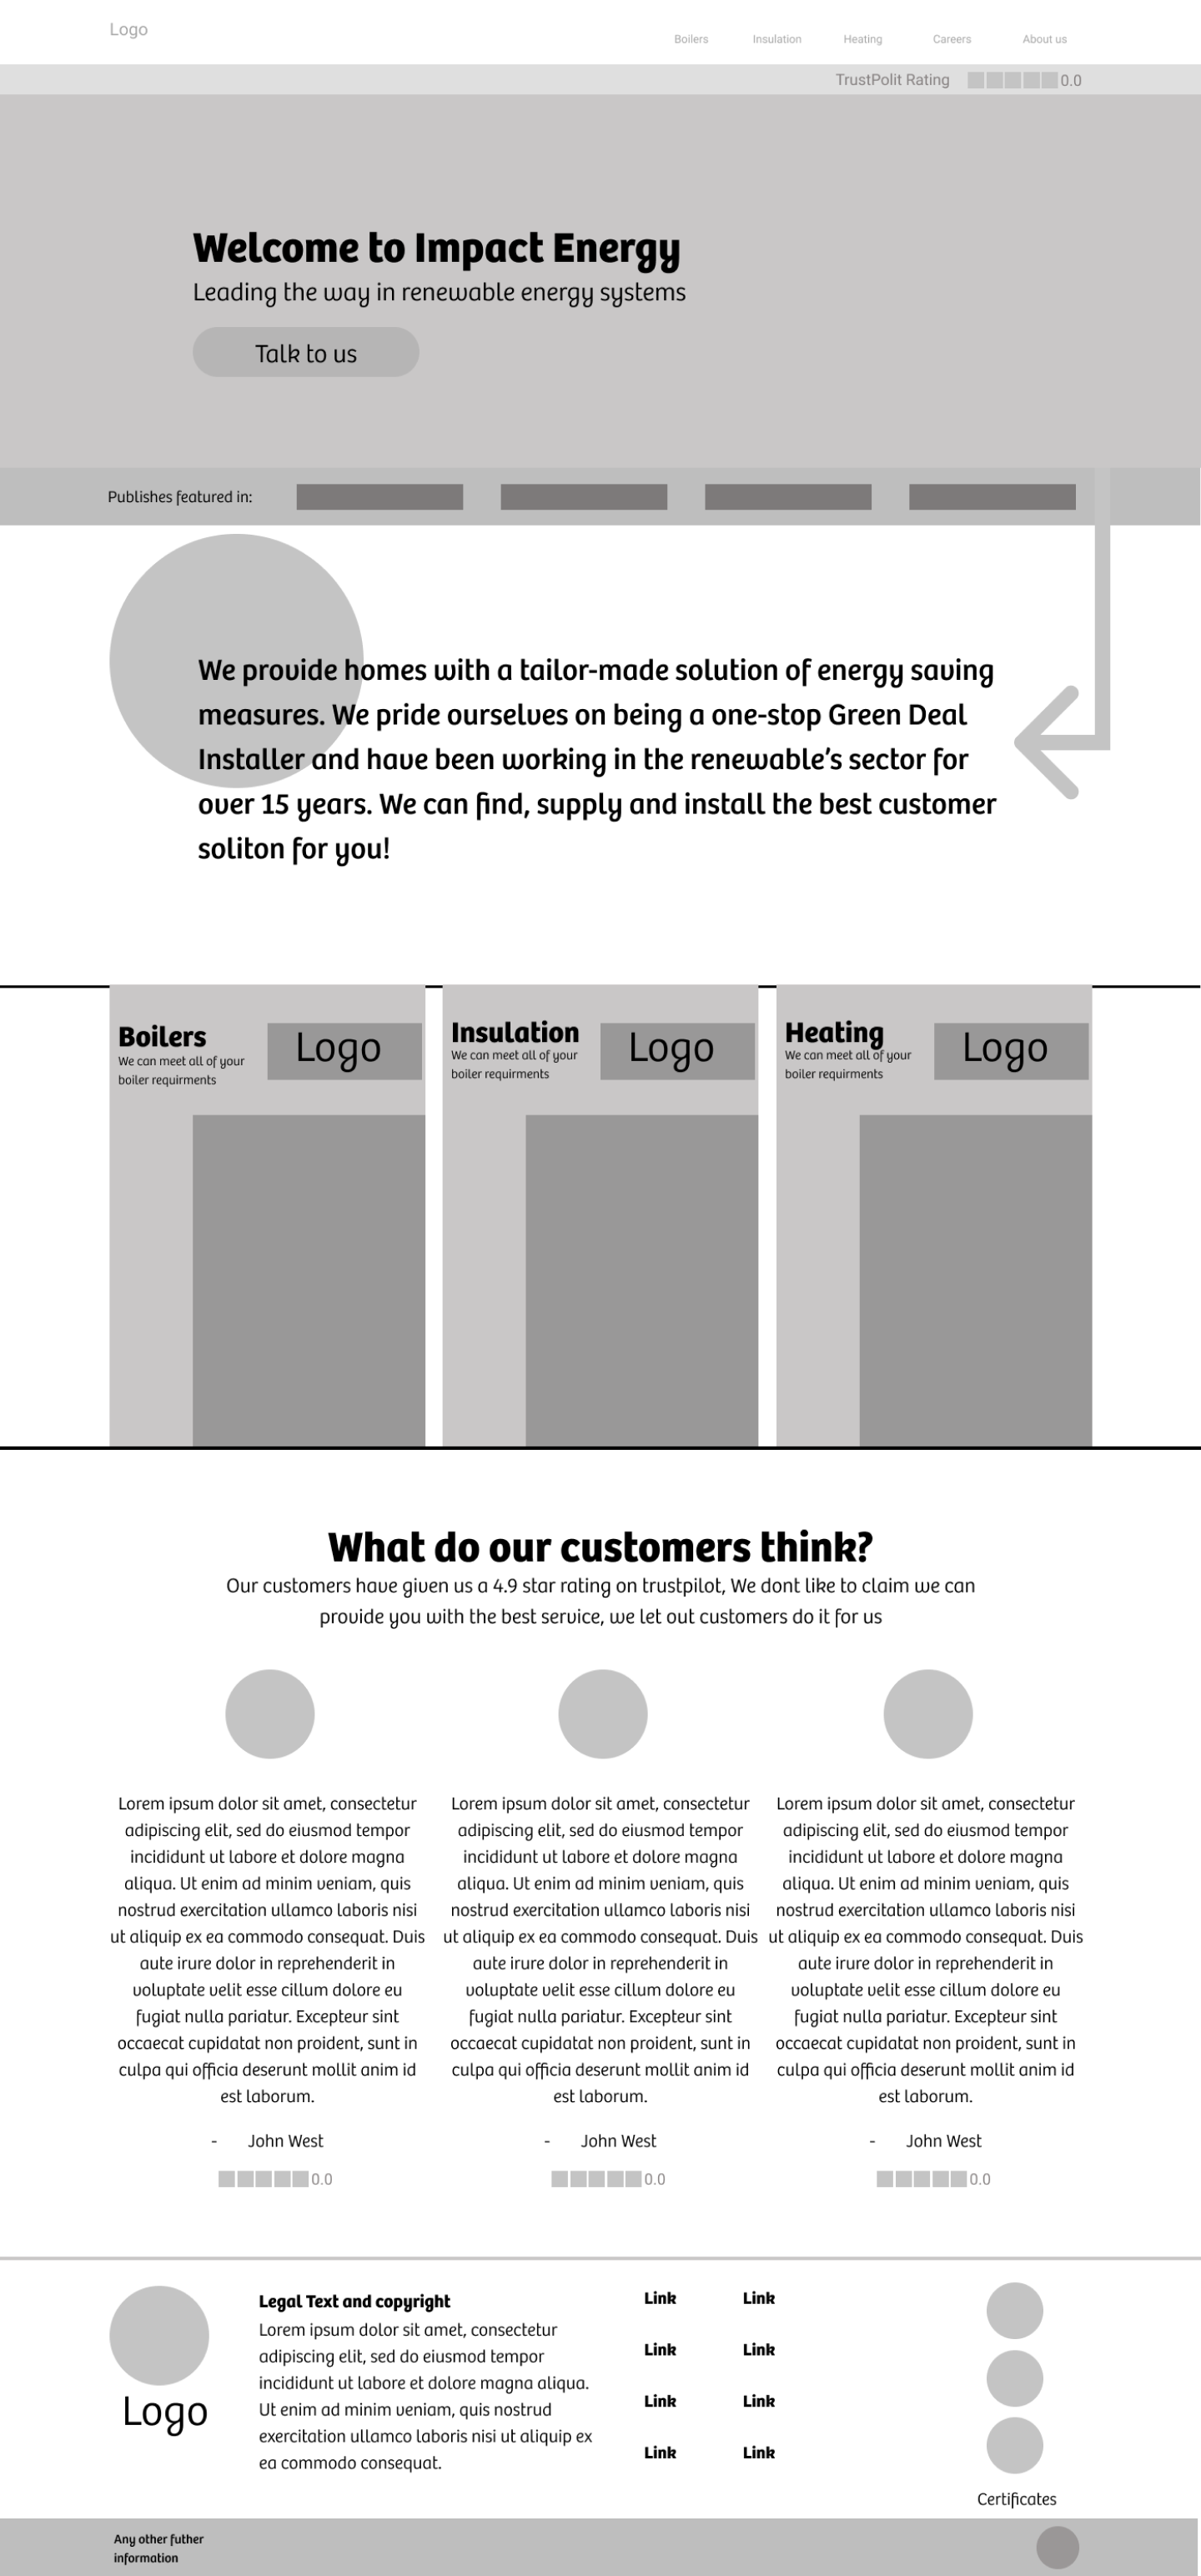 Logo
Boilers Insulation Heating Careers About us
TrustPolit Rating 0.0
Welcome to Impact Energy
Leading the way in renewable energy systems
Talk to us
Publishes featured in:
We provide homes with a tailor-made solution of energy saving
measures. We pride ourselves on being a one-stop Green Deal
Installer and have been working in the renewable’s sector for
over 15 years. We can find, supply and install the best customer
soliton for you!
Boilers
We can meet all of your
boiler requirments
Logo
Insulation
We can meet all of your
boiler requirments
Logo
Heating
We can meet all of your
boiler requirments
Logo
What do our customers think?
Our customers have given us a 4.9 star rating on trustpilot, We dont like to claim we can
provide you with the best service, we let out customers do it for us
Lorem ipsum dolor sit amet, consectetur
adipiscing elit, sed do eiusmod tempor
incididunt ut labore et dolore magna
aliqua. Ut enim ad minim veniam, quis
nostrud exercitation ullamco laboris nisi
ut aliquip ex ea commodo consequat. Duis
aute irure dolor in reprehenderit in
voluptate velit esse cillum dolore eu
fugiat nulla pariatur. Excepteur sint
occaecat cupidatat non proident, sunt in
culpa qui officia deserunt mollit anim id
est laborum.
- John West
0.0
Lorem ipsum dolor sit amet, consectetur
adipiscing elit, sed do eiusmod tempor
incididunt ut labore et dolore magna
aliqua. Ut enim ad minim veniam, quis
nostrud exercitation ullamco laboris nisi
ut aliquip ex ea commodo consequat. Duis
aute irure dolor in reprehenderit in
voluptate velit esse cillum dolore eu
fugiat nulla pariatur. Excepteur sint
occaecat cupidatat non proident, sunt in
culpa qui officia deserunt mollit anim id
est laborum.
- John West
0.0
Lorem ipsum dolor sit amet, consectetur
adipiscing elit, sed do eiusmod tempor
incididunt ut labore et dolore magna
aliqua. Ut enim ad minim veniam, quis
nostrud exercitation ullamco laboris nisi
ut aliquip ex ea commodo consequat. Duis
aute irure dolor in reprehenderit in
voluptate velit esse cillum dolore eu
fugiat nulla pariatur. Excepteur sint
occaecat cupidatat non proident, sunt in
culpa qui officia deserunt mollit anim id
est laborum.
- John West
0.0
Logo
Legal Text and copyright
Lorem ipsum dolor sit amet, consectetur
adipiscing elit, sed do eiusmod tempor
incididunt ut labore et dolore magna aliqua.
Ut enim ad minim veniam, quis nostrud
exercitation ullamco laboris nisi ut aliquip ex
ea commodo consequat.
Link Link
Link Link
Link Link
Link Link
Certificates
Any other futher
information